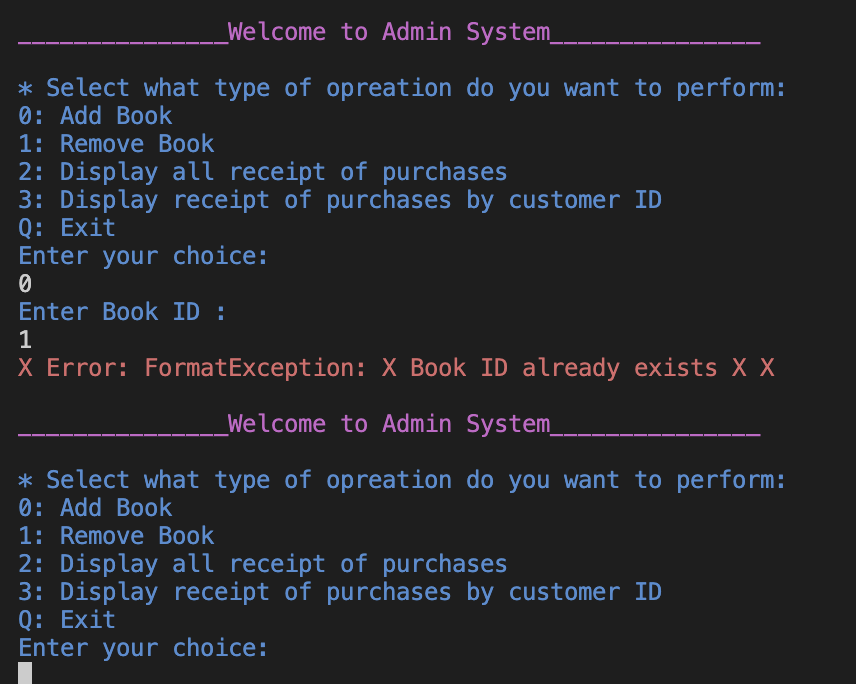 _______________Welcome to Admin System_______________
* Select what type of opreation do you want to perform:
0: Add Book
1: Remove Book
2: Display all receipt of purchases
3: Display receipt of purchases by customer ID
Q: Exit
Enter your choice:
0
Enter Book ID :
1
X Error: FormatException: X Book ID already exists X X
_______________Welcome to Admin System_______________
* Select what type of opreation do you want to perform:
0: Add Book
1: Remove Book
2: Display all receipt of purchases
3: Display receipt of purchases by customer ID
Q: Exit
Enter your choice: